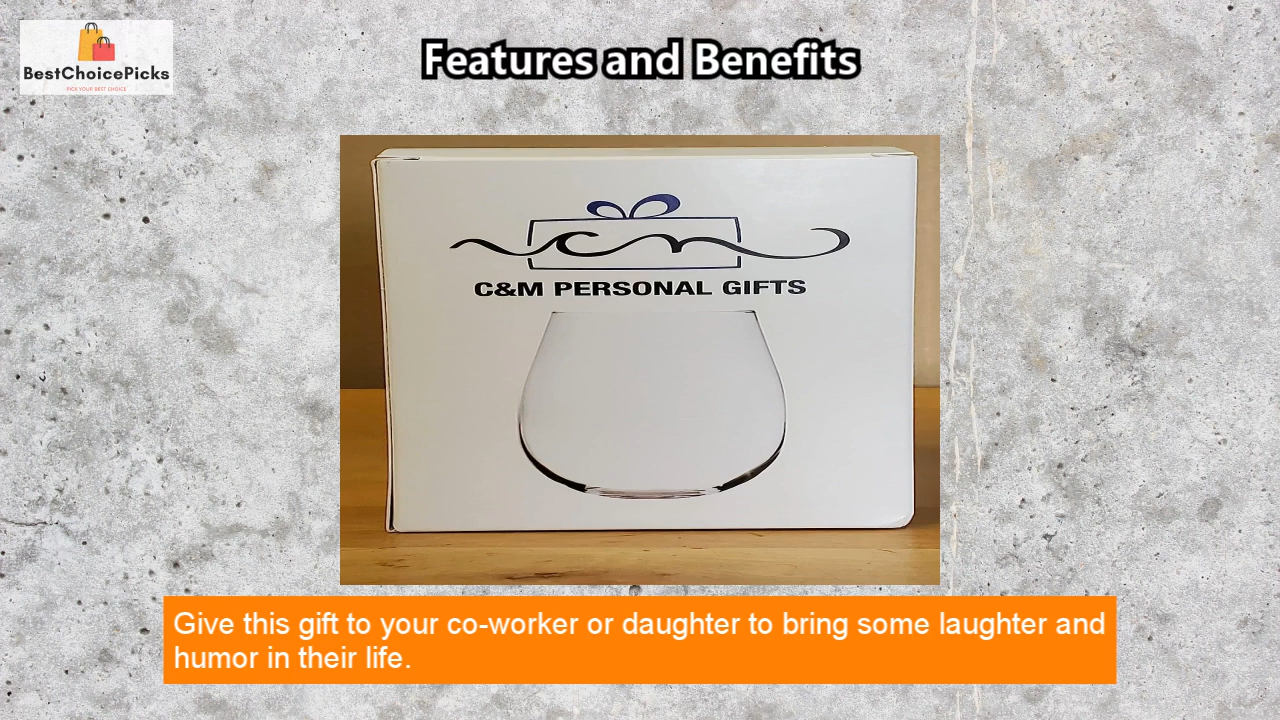 BestChoicePicks
PICK YOUR BEST CHOICE
Features and Benefits
cm
C&M PERSONAL GIFTS
Give this gift to your co-worker or daughter to bring some laughter and
humor in their life.